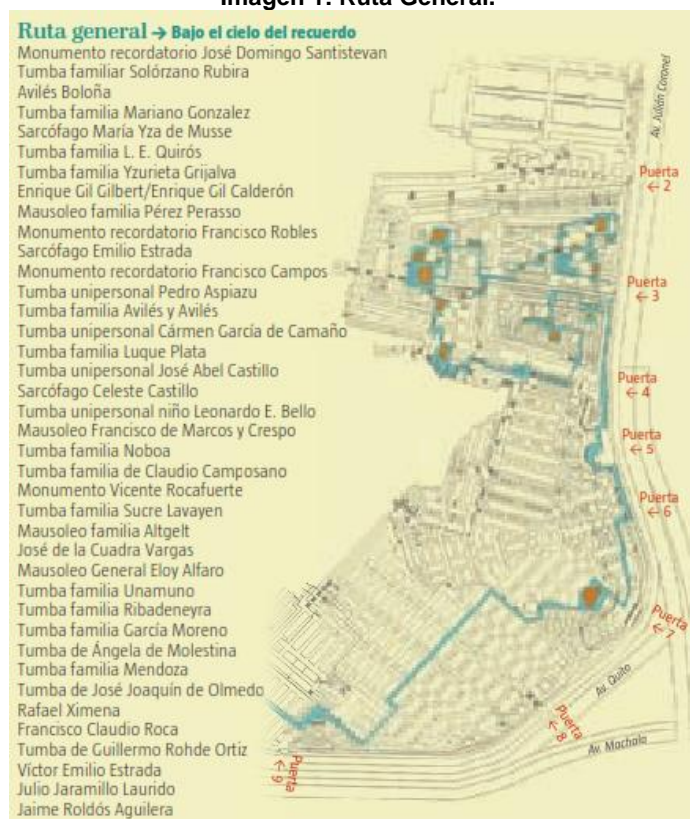 Imagen 1: Ruta General.
Ruta general → Bajo el cielo del recuerdo
Monumento recordatorio José Domingo Santistevan
Tumba familiar Solórzano Rubira
Avilés Boloña
Tumba familia Mariano Gonzalez
Sarcófago María Yza de Musse
Tumba familia L. E. Quirós
Tumba familia Yzurieta Grijalva
Enrique Gil Gilbert/Enrique Gil Calderón
Mausoleo familia Pérez Perasso
Monumento recordatorio Francisco Robles
Sarcófago Emilio Estrada
Monumento recordatorio Francisco Campos
Tumba unipersonal Pedro Aspiazu
Tumba familia Avilés y Avilés
Tumba unipersonal Cármen García de Camaño
Tumba familia Luque Plata
Tumba unipersonal José Abel Castillo
Sarcófago Celeste Castillo
Tumba unipersonal niño Leonardo E. Bello
Mausoleo Francisco de Marcos y Crespo
Tumba familia Noboa
Tumba familia de Claudio Camposano
Monumento Vicente Rocafuerte
Tumba familia Sucre Lavayen
Mausoleo familia Altgelt
José de la Cuadra Vargas
Mausoleo General Eloy Alfaro
Tumba familia Unamuno
Tumba familia Ribadeneyra
Tumba familia García Moreno
Tumba de Ángela de Molestina
Tumba familia Mendoza
Tumba de José Joaquín de Olmedo
Rafael Ximena
Francisco Claudio Roca
Tumba de Guillermo Rohde Ortiz
Víctor Emilio Estrada
Julio Jaramillo Laurido
Jaime Roldós Aguilera
Av. Julián Coronel
Puerta
← 2
Puerta
← 3
Puerta
← 4
Puerta
← 5
Puerta
← 6
Puerta
← 7
Av. Quito
Puerta
← 8
Av. Machala
Puerta
← 9